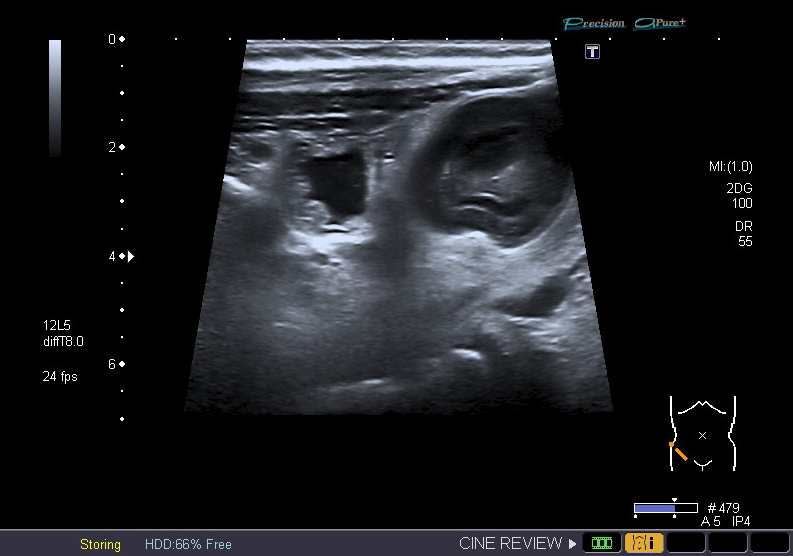 Precision APure+
T
0
2
4
6
MI:(1.0)
2DG
100
DR
55
12L5
diffT8.0
24 fps
#479
A 5 IP4
Storing HDD:66% Free CINE REVIEW
i